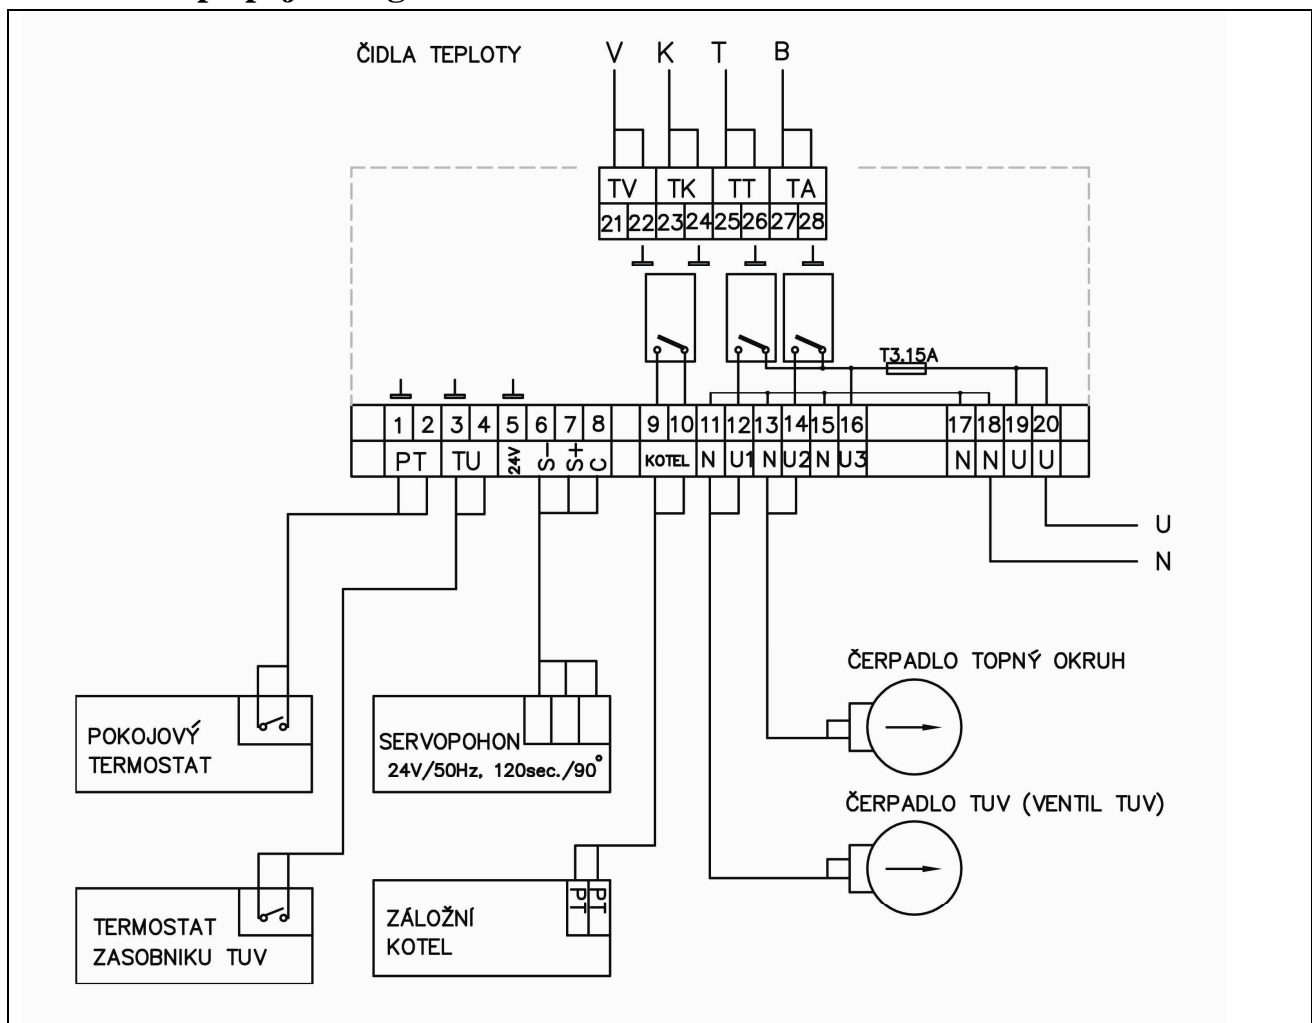 ČIDLA TEPLOTY V K T B
TV TK TT TA
21 22 23 24 25 26 27 28
T3.15A
1 2 3 4 5 6 7 8 9 10 11 12 13 14 15 16 17 18 19 20
PT TU 24V S- S+ C KOTEL N U1 N U2 N U3 N N U U
U
N
ČERPADLO TOPNÝ OKRUH
POKOJOVÝ
TERMOSTAT
SERVOPOHON
24V/50Hz, 120sec./90°
ČERPADLO TUV (VENTIL TUV)
TERMOSTAT
ZASOBNIKU TUV
ZÁLOŽNÍ
KOTEL
PT PT